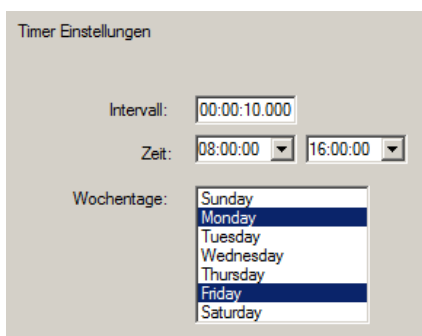 Timer Einstellungen
Intervall: 00:00:10.000
Zeit: 08:00:00 16:00:00
Wochentage: Sunday
Monday
Tuesday
Wednesday
Thursday
Friday
Saturday